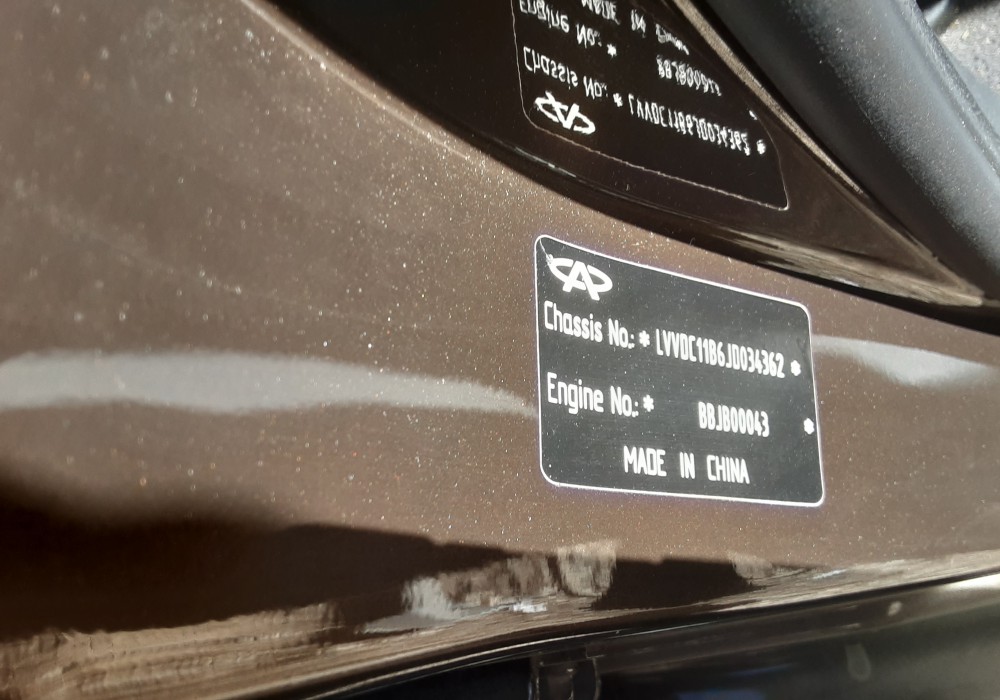 Chassis No.: * LVVDC11B6JD034362 *
Engine No.: * BBJB00043 *
MADE IN CHINA